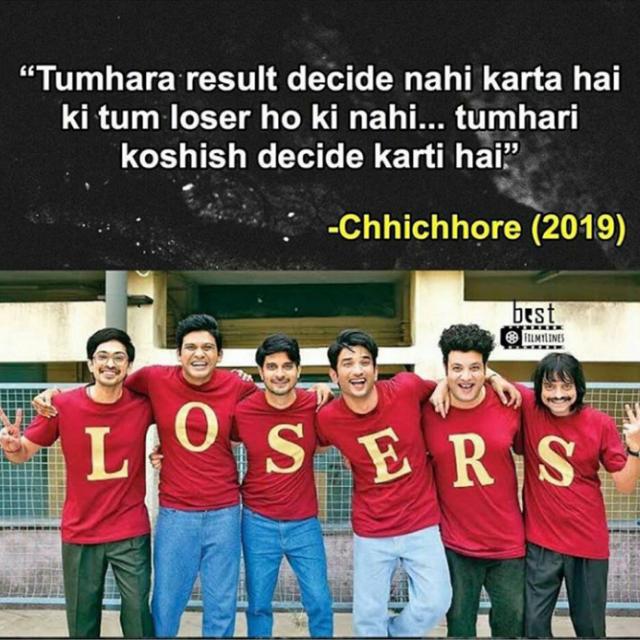 “Tumhara result decide nahi karta hai
ki tum loser ho ki nahi... tumhari
koshish decide karti hai”
-Chhichhore (2019)
best
FILMYLINES
L O S E R S